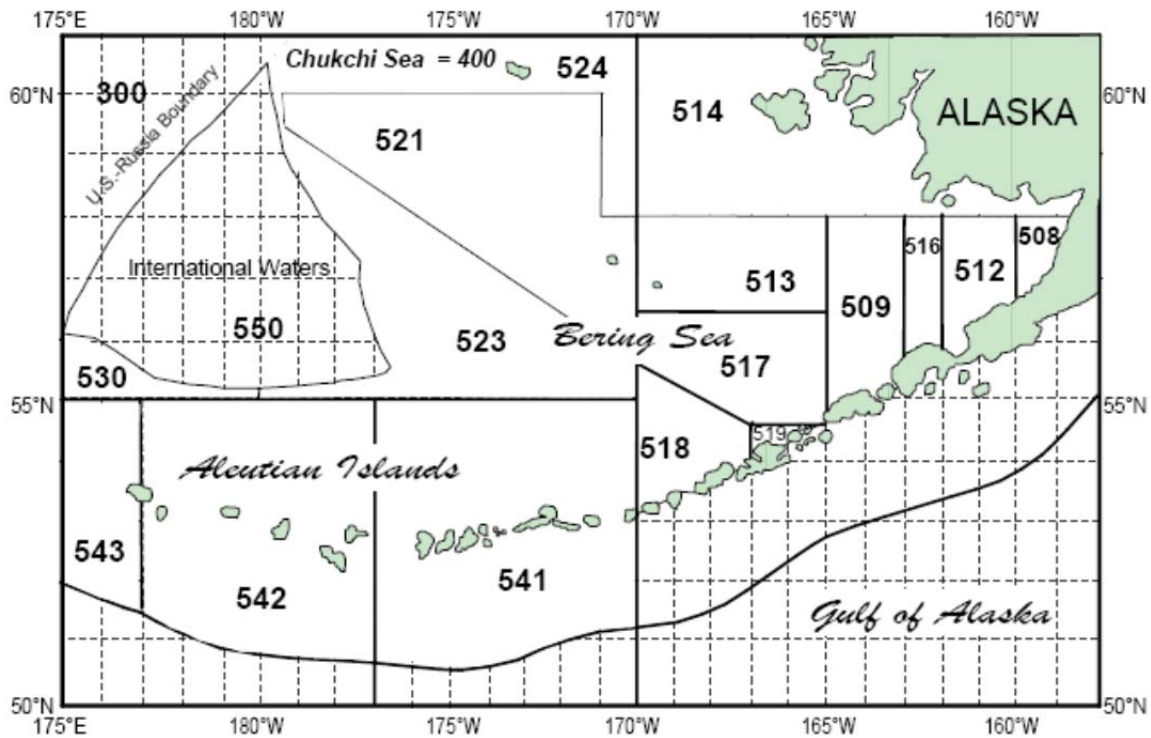 175°E 180°W 175°W 170°W 165°W 160°W
Chukchi Sea = 400
524
300
60°N
60°N
514
ALASKA
521
U.S.-Russia Boundary
508
516
International Waters
513
512
509
550
523
Bering Sea
517
530
55°N
55°N
519
518
Aleutian Islands
543
541
542
Gulf of Alaska
50°N
50°N
175°E 180°W 175°W 170°W 165°W 160°W